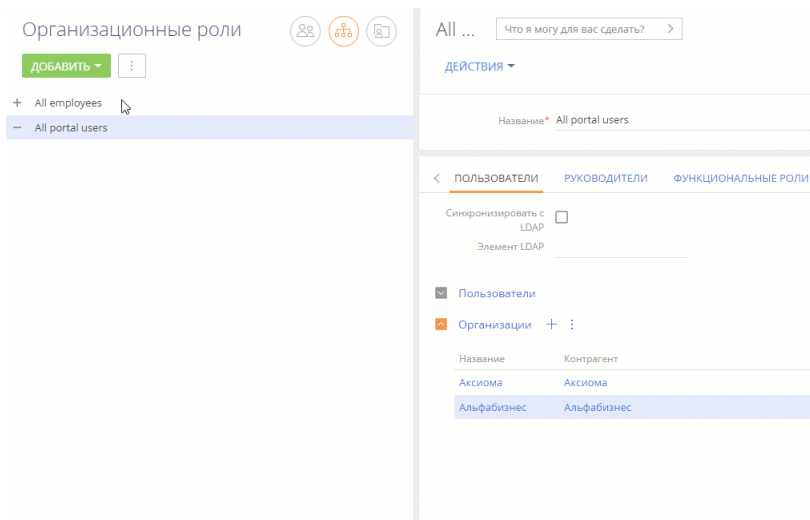 Организационные роли
ДОБАВИТЬ
All employees
All portal users
All ...
Что я могу для вас сделать?
ДЕЙСТВИЯ
Название* All portal users
ПОЛЬЗОВАТЕЛИ РУКОВОДИТЕЛИ ФУНКЦИОНАЛЬНЫЕ РОЛИ
Синхронизировать с
LDAP
Элемент LDAP
Пользователи
Организации
Название Контрагент
Аксиома Аксиома
Альфабизнес Альфабизнес